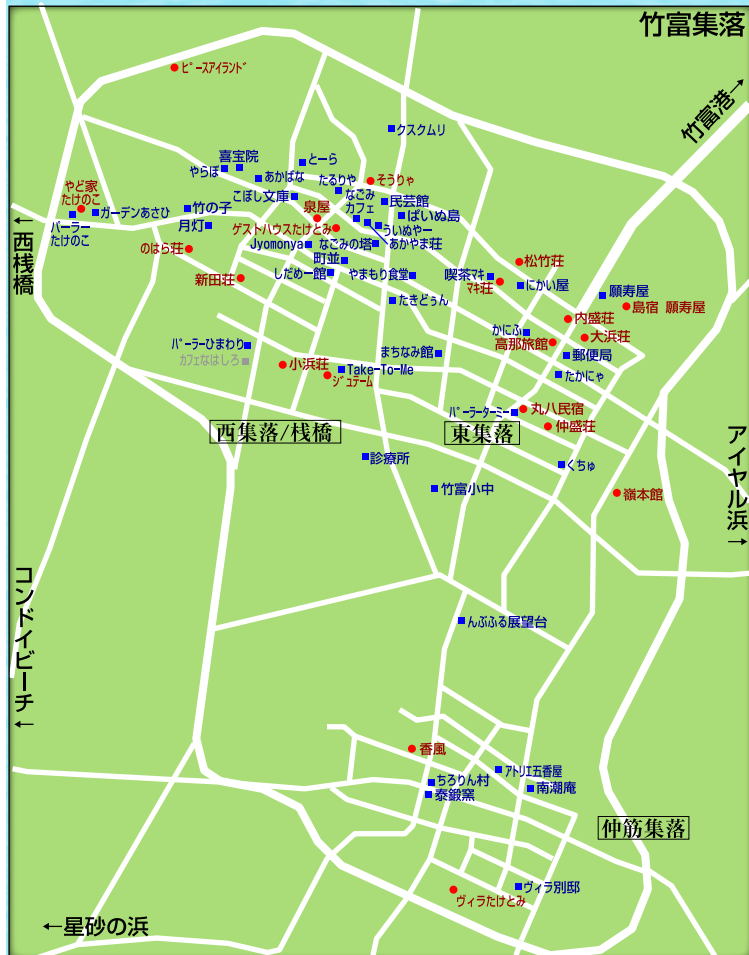 竹富集落
ピースアイランド
竹富港→
クスクムリ
喜宝院
とーら
やらぼ
あかばな
たるりや
そうりゃ
やど家
たけのこ
こぼし文庫
なごみ
カフェ
民芸館
ガーデンあさひ
竹の子
泉屋
ぱいぬ島
パーラー
たけのこ
月灯
ゲストハウスたけとみ
ういぬやー
←西桟橋
のはら荘
Jyomonya
なごみの塔
あかやま荘
町並
松竹荘
新田荘
しだめー館
やまもり食堂
喫茶マキ
マキ荘
にかい屋
願寿屋
たきどぅん
島宿 願寿屋
内盛荘
かにふ
大浜荘
パーラーひまわり
高那旅館
カフェなはしろ
まちなみ館
郵便局
小浜荘
Take-To-Me
ジュテーム
たかにゃ
パーラーターミー
丸八民宿
仲盛荘
西集落/桟橋
東集落
アイヤル浜→
診療所
くちゅ
竹富小中
嶺本館
コンドイビーチ←
んぶふる展望台
香風
アトリエ五香屋
ちろりん村
南潮庵
泰鍛窯
仲筋集落
ヴィラ別邸
ヴィラたけとみ
←星砂の浜